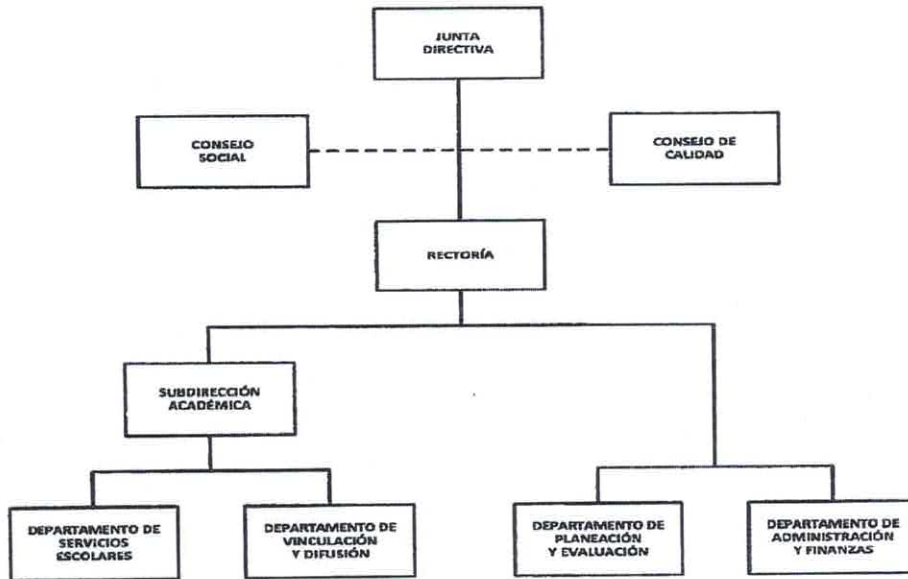 JUNTA
DIRECTIVA
CONSEJO
SOCIAL
CONSEJO DE
CALIDAD
RECTORÍA
SUBDIRECCIÓN
ACADÉMICA
DEPARTAMENTO DE
SERVICIOS
ESCOLARES
DEPARTAMENTO DE
VINCULACIÓN
Y DIFUSIÓN
DEPARTAMENTO DE
PLANEACIÓN
Y EVALUACIÓN
DEPARTAMENTO DE
ADMINISTRACIÓN
Y FINANZAS